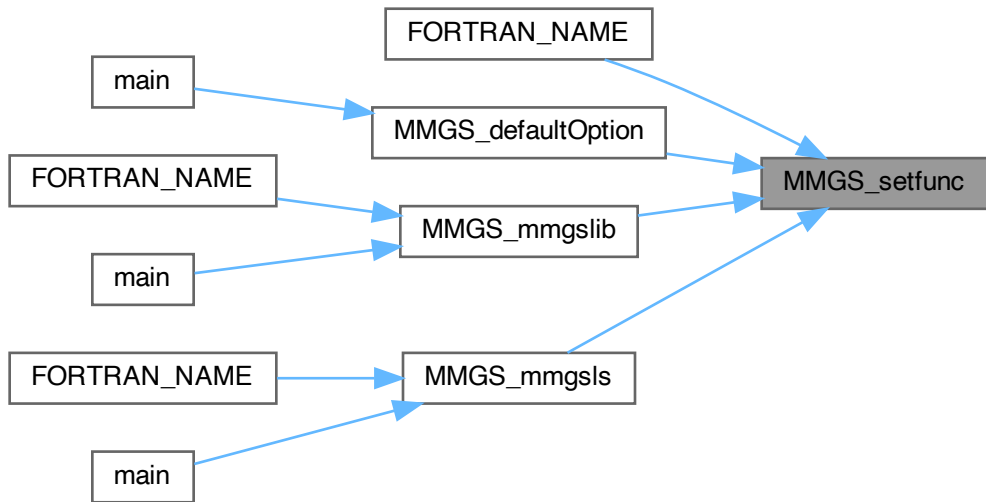 FORTRAN_NAME
main
MMGS_defaultOption
FORTRAN_NAME
MMGS_setfunc
MMGS_mmgslib
main
FORTRAN_NAME
MMGS_mmgsls
main